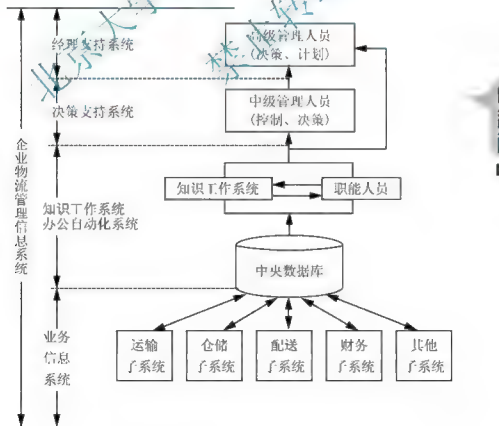 经理支持系统
高级管理人员
(决策、计划)
决策支持系统
中级管理人员
(控制、决策)
企业物流管理信息系统
知识工作系统
职能人员
知识工作系统
办公自动化系统
中央数据库
业务
信息
系统
运输
子系统
仓储
子系统
配送
子系统
财务
子系统
其他
子系统